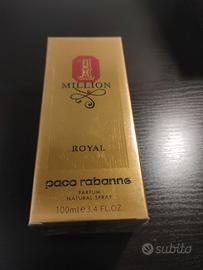 1
MILLION
ROYAL
paco rabanne
PARFUM
NATURAL SPRAY
100ml e 3.4 FL.OZ.
subito